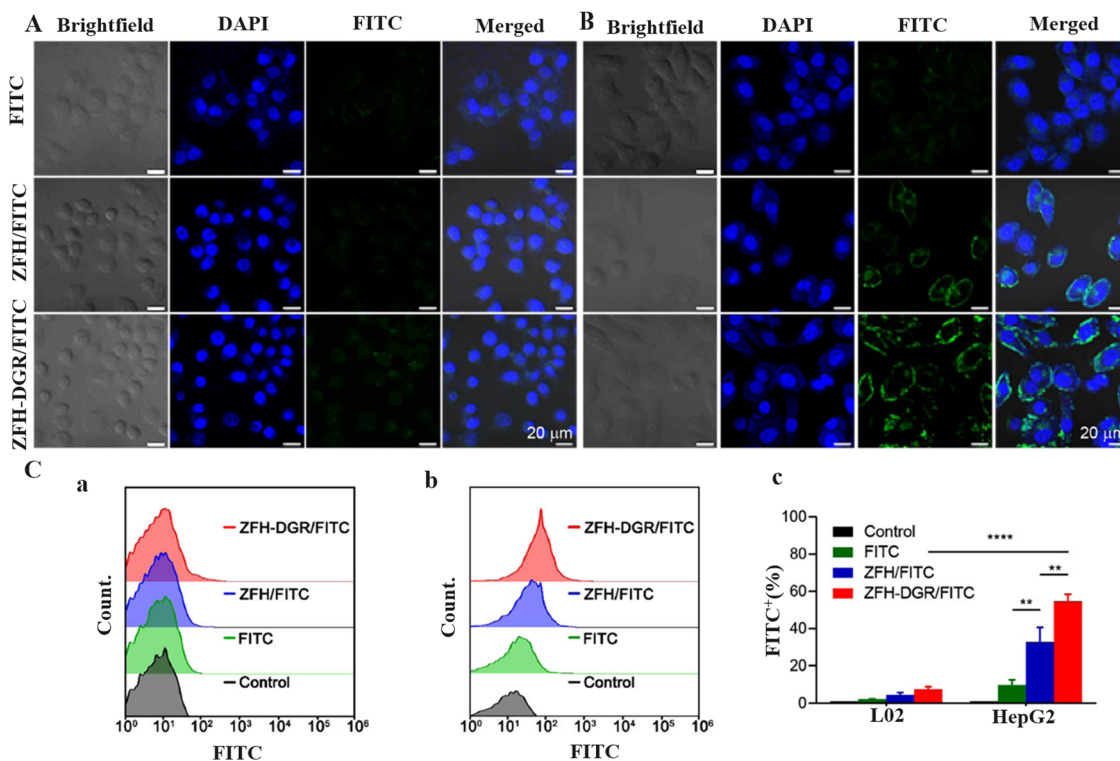 A Brightfield DAPI FITC Merged B Brightfield DAPI FITC Merged
FITC
ZFH/FITC
ZFH-DGR/FITC
20 μm 20 μm
C
a
ZFH-DGR/FITC
ZFH/FITC
FITC
Control
Count.
10⁰ 10¹ 10² 10³ 10⁴ 10⁵ 10⁶
FITC
b
ZFH-DGR/FITC
ZFH/FITC
FITC
Control
Count.
10⁰ 10² 10³ 10⁴ 10⁵ 10⁶
FITC
c
Control
FITC
ZFH/FITC
ZFH-DGR/FITC
****
**
**
FITC⁺(%)
100
80
60
40
20
0
L02 HepG2